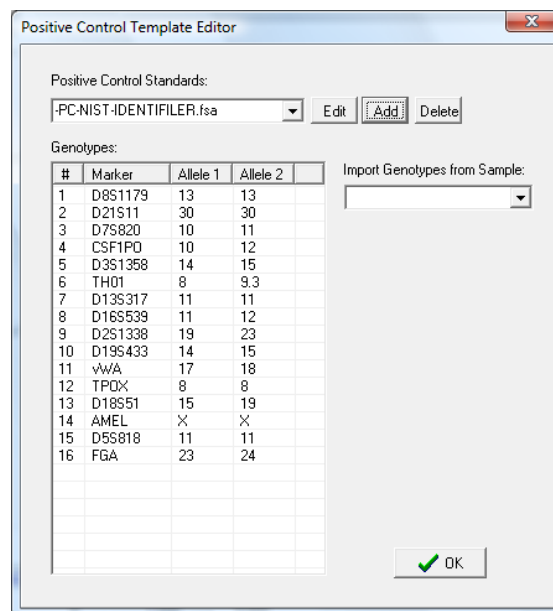 Positive Control Template Editor
Positive Control Standards:
-PC-NIST-IDENTIFILER.fsa Edit Add Delete
Genotypes:
Import Genotypes from Sample:
# Marker Allele 1 Allele 2
1 D8S1179 13 13
2 D21S11 30 30
3 D7S820 10 11
4 CSF1PO 10 12
5 D3S1358 14 15
6 TH01 8 9.3
7 D13S317 11 11
8 D16S539 11 12
9 D2S1338 19 23
10 D19S433 14 15
11 vWA 17 18
12 TPOX 8 8
13 D18S51 15 19
14 AMEL X X
15 D5S818 11 11
16 FGA 23 24
OK